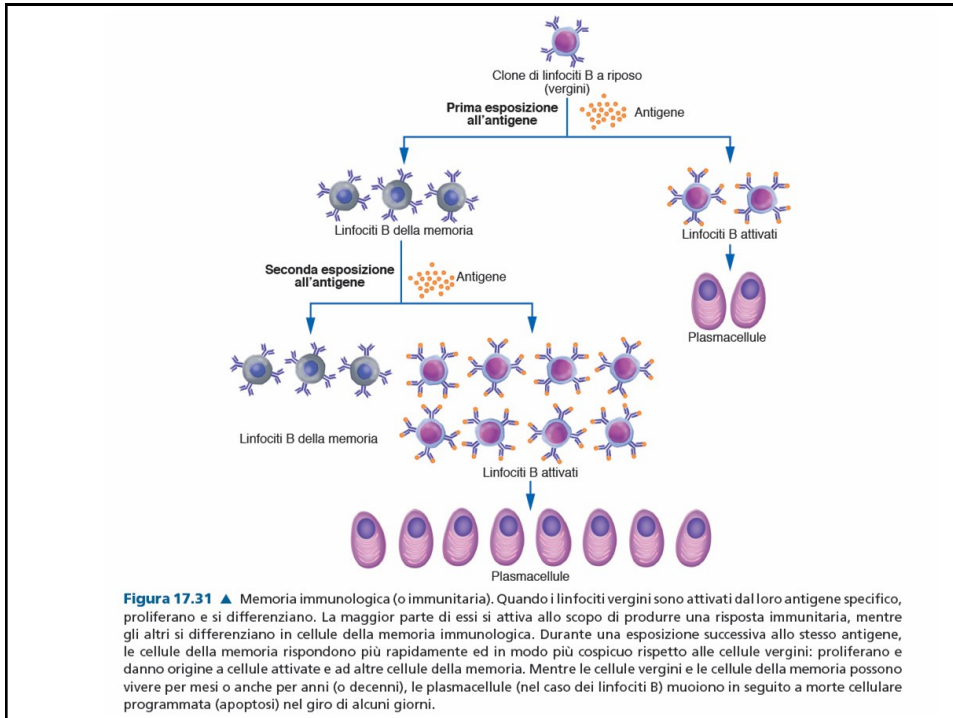 Clone di linfociti B a riposo
(vergini)
Prima esposizione
all'antigene
Antigene
Linfociti B della memoria
Linfociti B attivati
Seconda esposizione
all'antigene
Antigene
Plasmacellule
Linfociti B della memoria
Linfociti B attivati
Plasmacellule
Figura 17.31 ▲ Memoria immunologica (o immunitaria). Quando i linfociti vergini sono attivati dal loro antigene specifico,
proliferano e si differenziano. La maggior parte di essi si attiva allo scopo di produrre una risposta immunitaria, mentre
gli altri si differenziano in cellule della memoria immunologica. Durante una esposizione successiva allo stesso antigene,
le cellule della memoria rispondono più rapidamente ed in modo più cospicuo rispetto alle cellule vergini: proliferano e
danno origine a cellule attivate e ad altre cellule della memoria. Mentre le cellule vergini e le cellule della memoria possono
vivere per mesi o anche per anni (o decenni), le plasmacellule (nel caso dei linfociti B) muoiono in seguito a morte cellulare
programmata (apoptosi) nel giro di alcuni giorni.